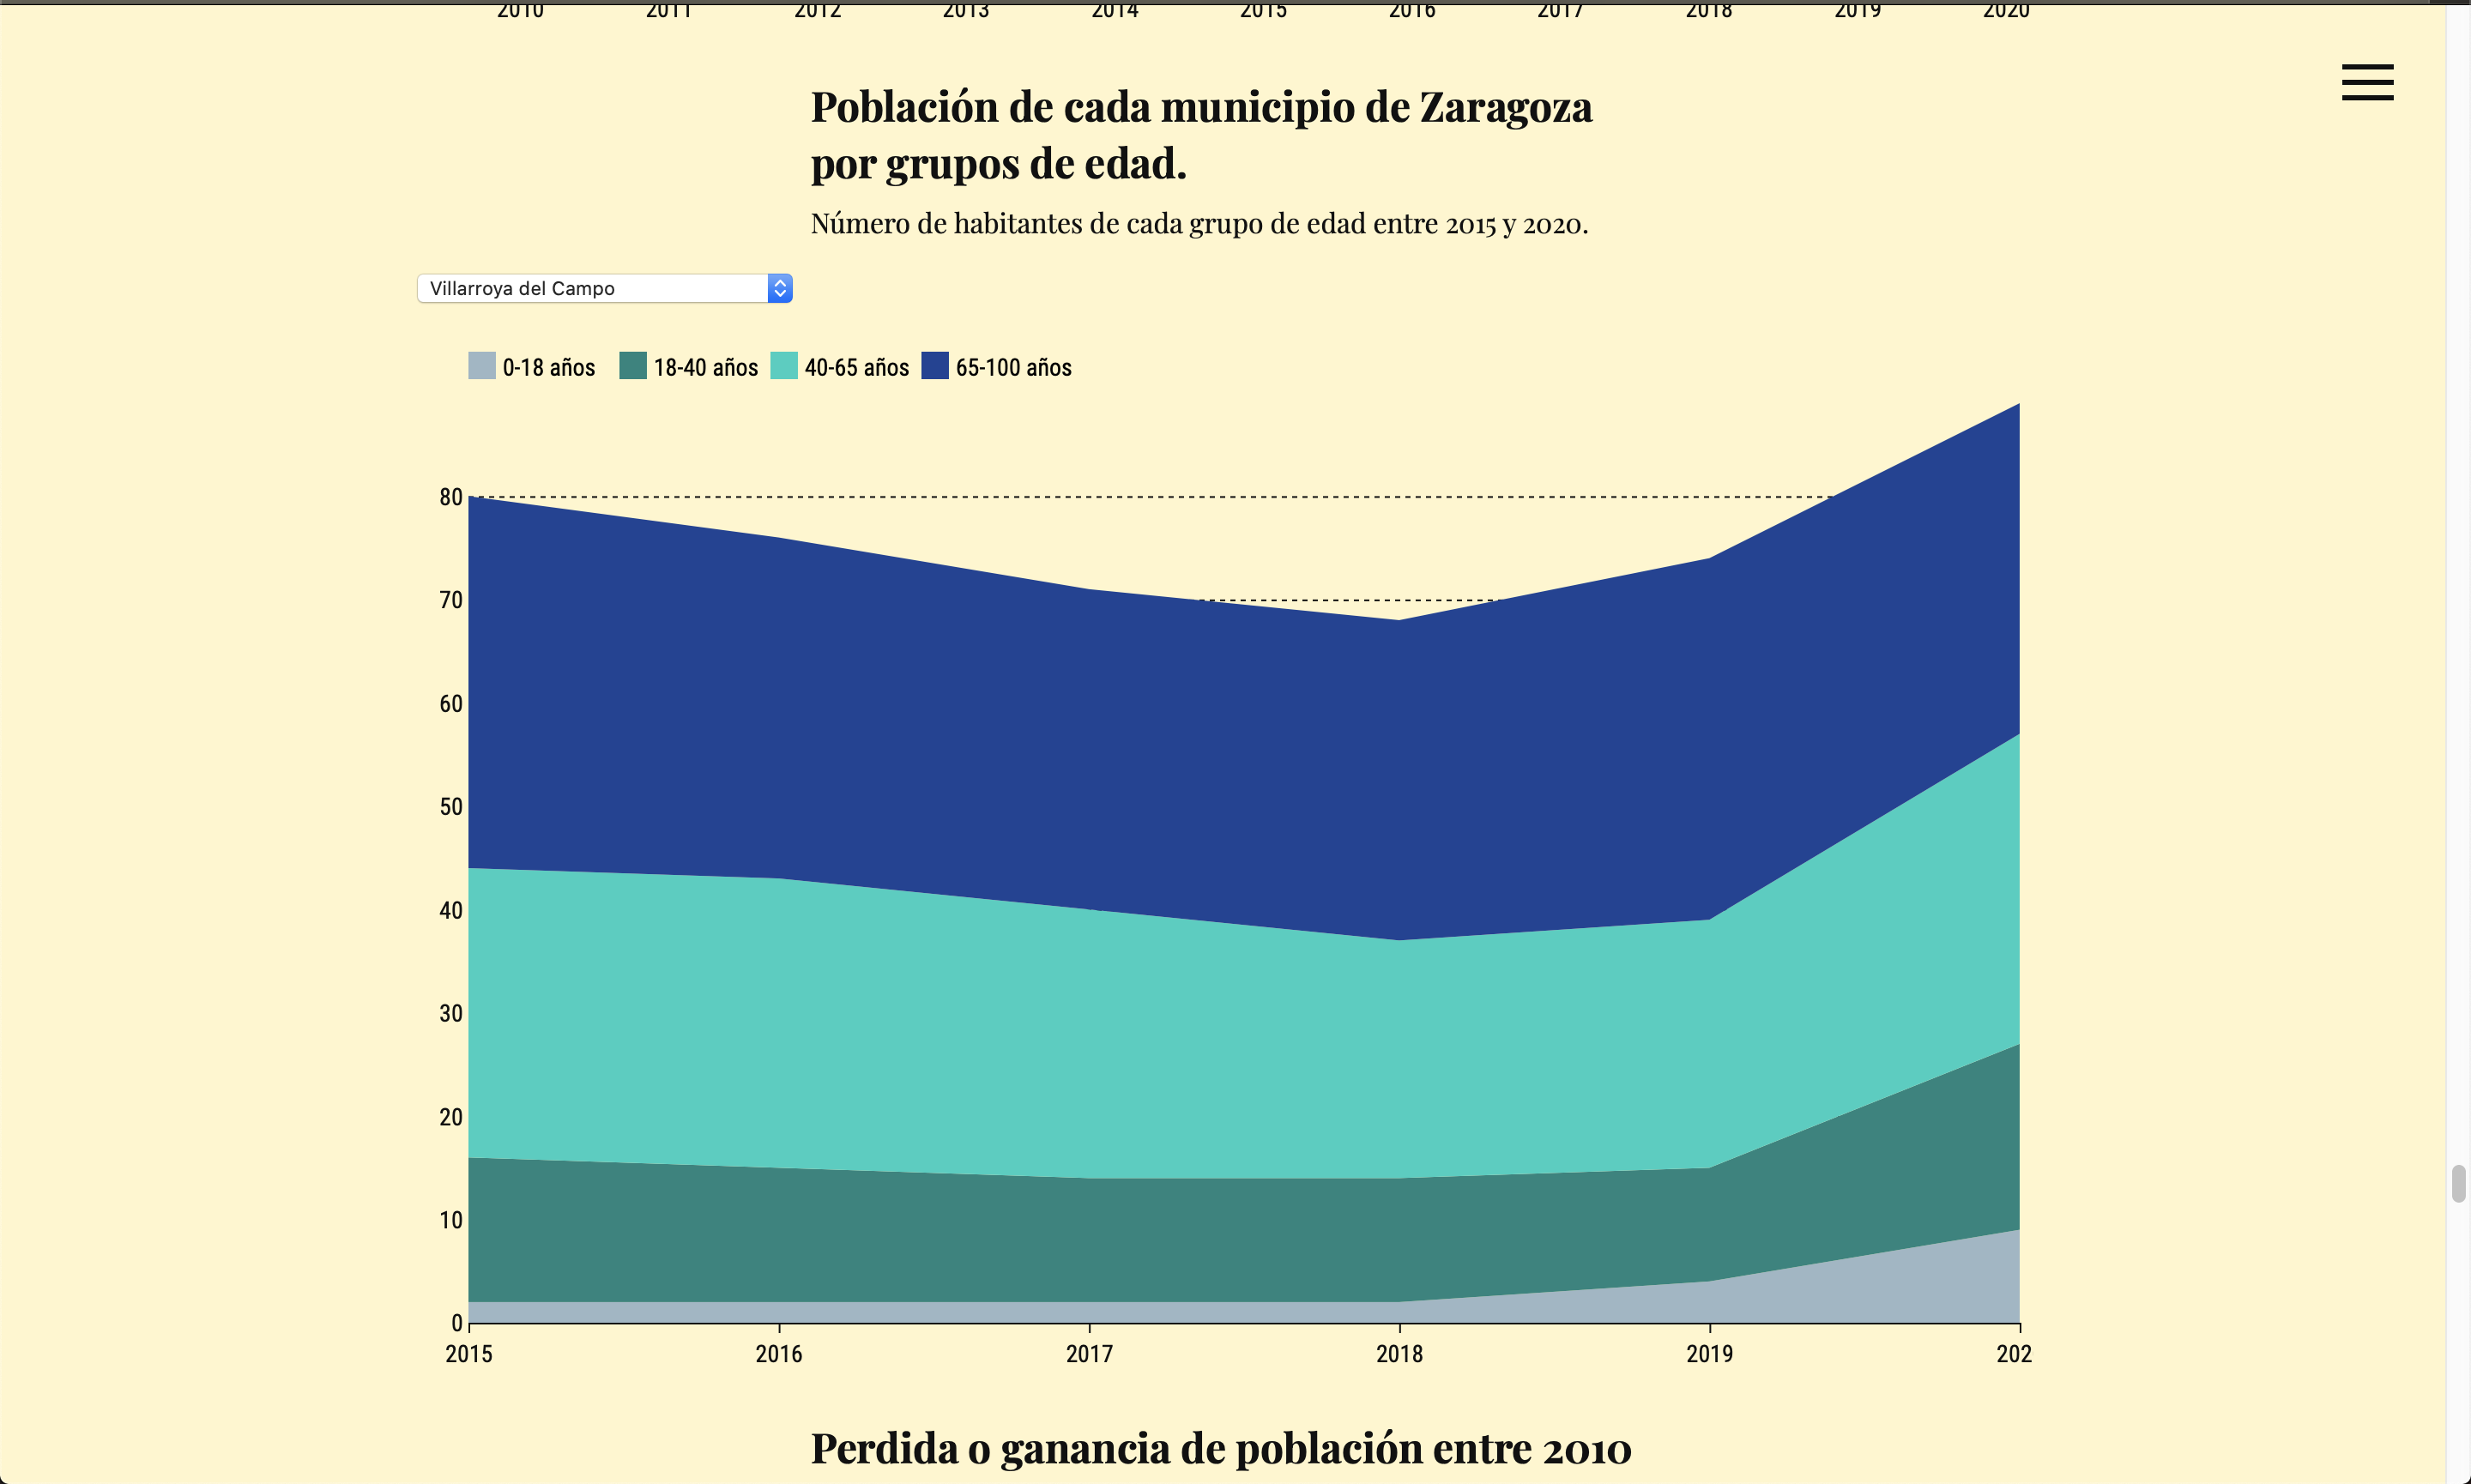 2010 2011 2012 2013 2014 2015 2016 2017 2018 2019 2020
Población de cada municipio de Zaragoza
por grupos de edad.
Número de habitantes de cada grupo de edad entre 2015 y 2020.
Villarroya del Campo
0-18 años 18-40 años 40-65 años 65-100 años
80
70
60
50
40
30
20
10
0
2015 2016 2017 2018 2019 202
Perdida o ganancia de población entre 2010